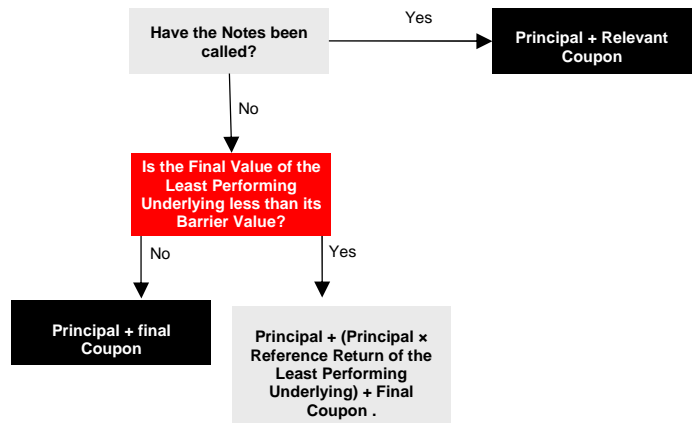 Have the Notes been
called?
Yes
Principal + Relevant
Coupon
No
Is the Final Value of the
Least Performing
Underlying less than its
Barrier Value?
No
Yes
Principal + final
Coupon
Principal + (Principal ×
Reference Return of the
Least Performing
Underlying) + Final
Coupon .